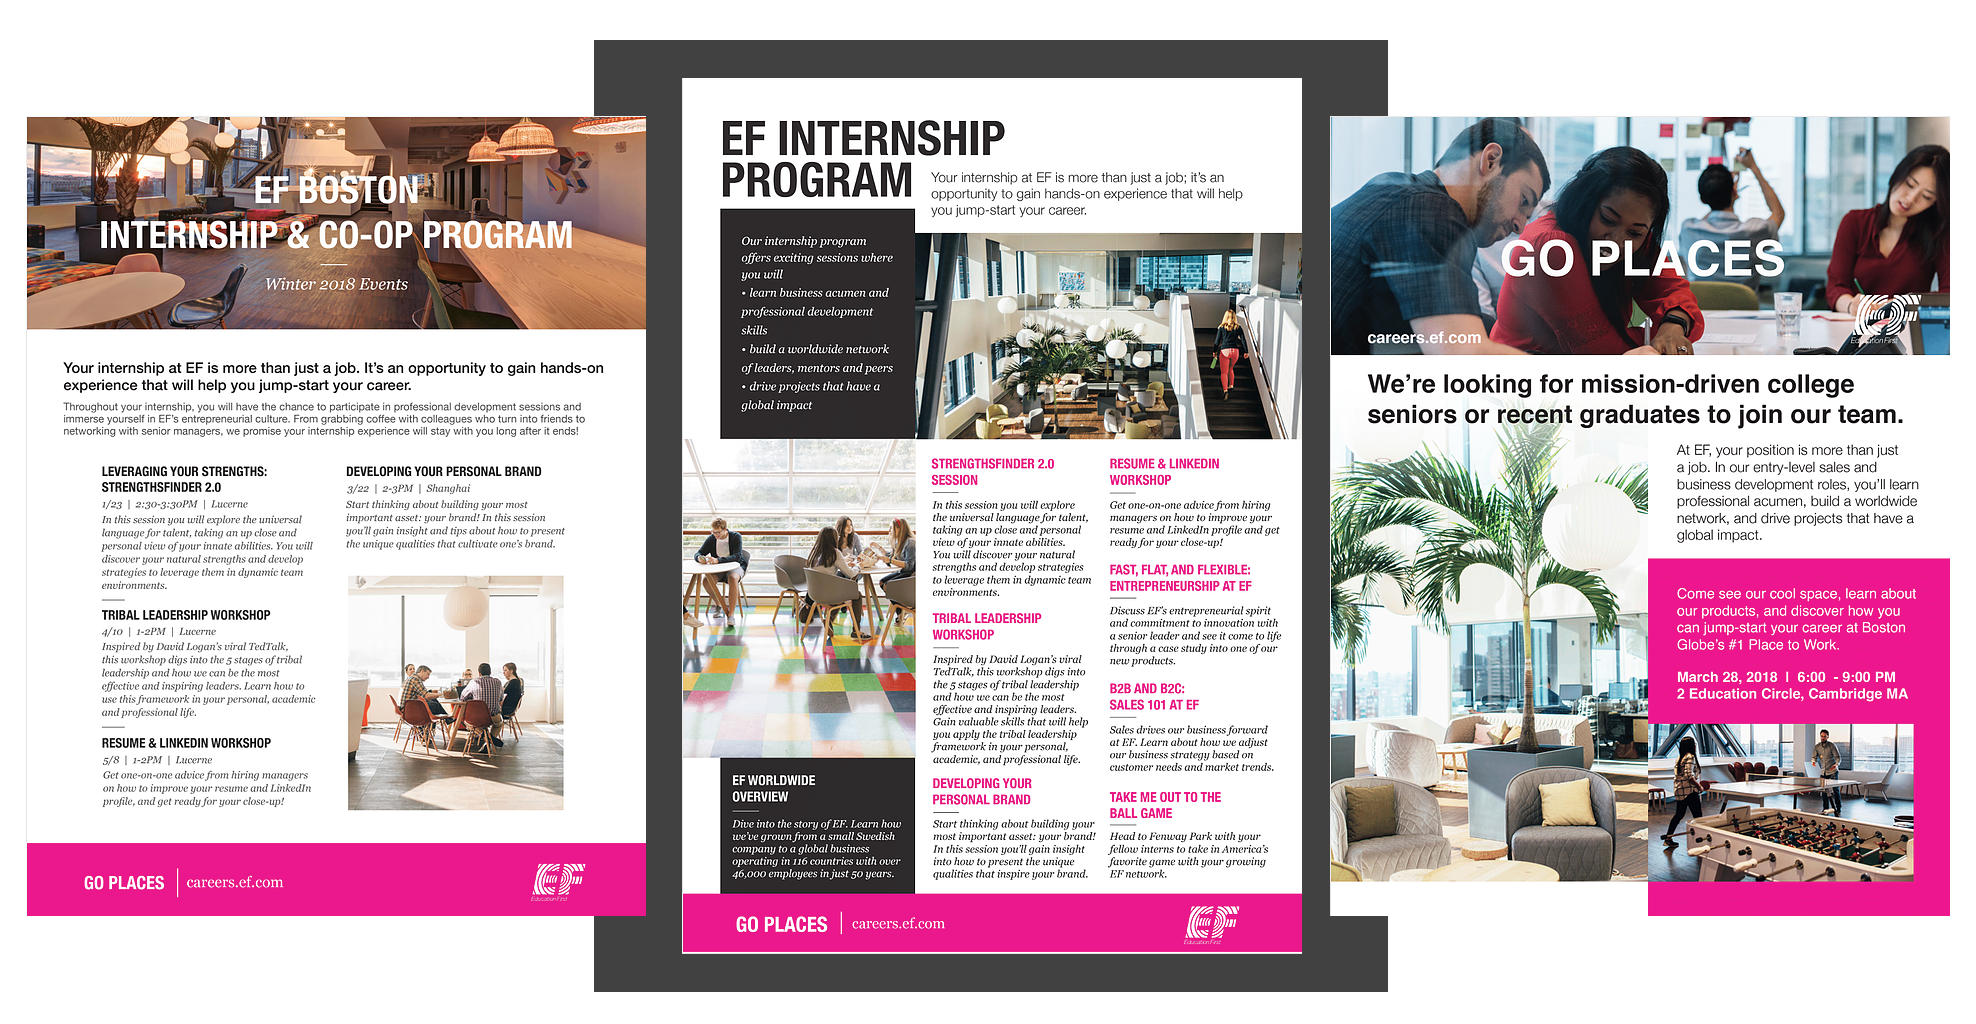 EF BOSTON
INTERNSHIP & CO-OP PROGRAM
Winter 2018 Events
Your internship at EF is more than just a job. It's an opportunity to gain hands-on
experience that will help you jump-start your career.
Throughout your internship, you will have the chance to participate in professional development sessions and
immerse yourself in EF's entrepreneurial culture. From grabbing coffee with colleagues who turn into friends to
networking with senior managers, we promise your internship experience will stay with you long after it ends!
LEVERAGING YOUR STRENGTHS:
STRENGTHSFINDER 2.0
1/23 | 2:30-3:30PM | Lucerne
In this session you will explore the universal
language for talent, taking an up close and
personal view of your innate abilities. You will
discover your natural strengths and develop
strategies to leverage them in dynamic team
environments.
TRIBAL LEADERSHIP WORKSHOP
4/10 | 1-2PM | Lucerne
Inspired by David Logan's viral TedTalk,
this workshop digs into the 5 stages of tribal
leadership and how we can be the most
effective and inspiring leaders. Learn how to
use this framework in your personal, academic
and professional life.
RESUME & LINKEDIN WORKSHOP
5/8 | 1-2PM | Lucerne
Get one-on-one advice from hiring managers
on how to improve your resume and LinkedIn
profile, and get ready for your close-up!
DEVELOPING YOUR PERSONAL BRAND
3/22 | 2-3PM | Shanghai
Start thinking about building your most
important asset: your brand! In this session
you'll gain insight and tips about how to present
the unique qualities that cultivate one's brand.
GO PLACES | careers.ef.com
EF
Education First
EF INTERNSHIP
PROGRAM
Your internship at EF is more than just a job; it's an
opportunity to gain hands-on experience that will help
you jump-start your career.
Our internship program
offers exciting sessions where
you will
• learn business acumen and
professional development
skills
• build a worldwide network
of leaders, mentors and peers
• drive projects that have a
global impact
EF WORLDWIDE
OVERVIEW
Dive into the story of EF. Learn how
we've grown from a small Swedish
company to a global business
operating in 116 countries with over
46,000 employees in just 50 years.
STRENGTHSFINDER 2.0
SESSION
In this session you will explore
the universal language for talent,
taking an up close and personal
view of your innate abilities.
You will discover your natural
strengths and develop strategies
to leverage them in dynamic team
environments.
TRIBAL LEADERSHIP
WORKSHOP
Inspired by David Logan's viral
TedTalk, this workshop digs into
the 5 stages of tribal leadership
and how we can be the most
effective and inspiring leaders.
Gain valuable skills that will help
you apply the tribal leadership
framework in your personal,
academic, and professional life.
DEVELOPING YOUR
PERSONAL BRAND
Start thinking about building your
most important asset: your brand!
In this session you'll gain insight
into how to present the unique
qualities that inspire your brand.
RESUME & LINKEDIN
WORKSHOP
Get one-on-one advice from hiring
managers on how to improve your
resume and LinkedIn profile and get
ready for your close-up!
FAST, FLAT, AND FLEXIBLE:
ENTREPRENEURSHIP AT EF
Discuss EF's entrepreneurial spirit
and commitment to innovation with
a senior leader and see it come to life
through a case study into one of our
new products.
B2B AND B2C:
SALES 101 AT EF
Sales drives our business forward
at EF. Learn about how we adjust
our business strategy based on
customer needs and market trends.
TAKE ME OUT TO THE
BALL GAME
Head to Fenway Park with your
fellow interns to take in America's
favorite game with your growing
EF network.
GO PLACES | careers.ef.com
EF
Education First
GO PLACES
careers.ef.com
EF
Education First
We're looking for mission-driven college
seniors or recent graduates to join our team.
At EF, your position is more than just
a job. In our entry-level sales and
business development roles, you'll learn
professional acumen, build a worldwide
network, and drive projects that have a
global impact.
Come see our cool space, learn about
our products, and discover how you
can jump-start your career at Boston
Globe's #1 Place to Work.
March 28, 2018 | 6:00 - 9:00 PM
2 Education Circle, Cambridge MA